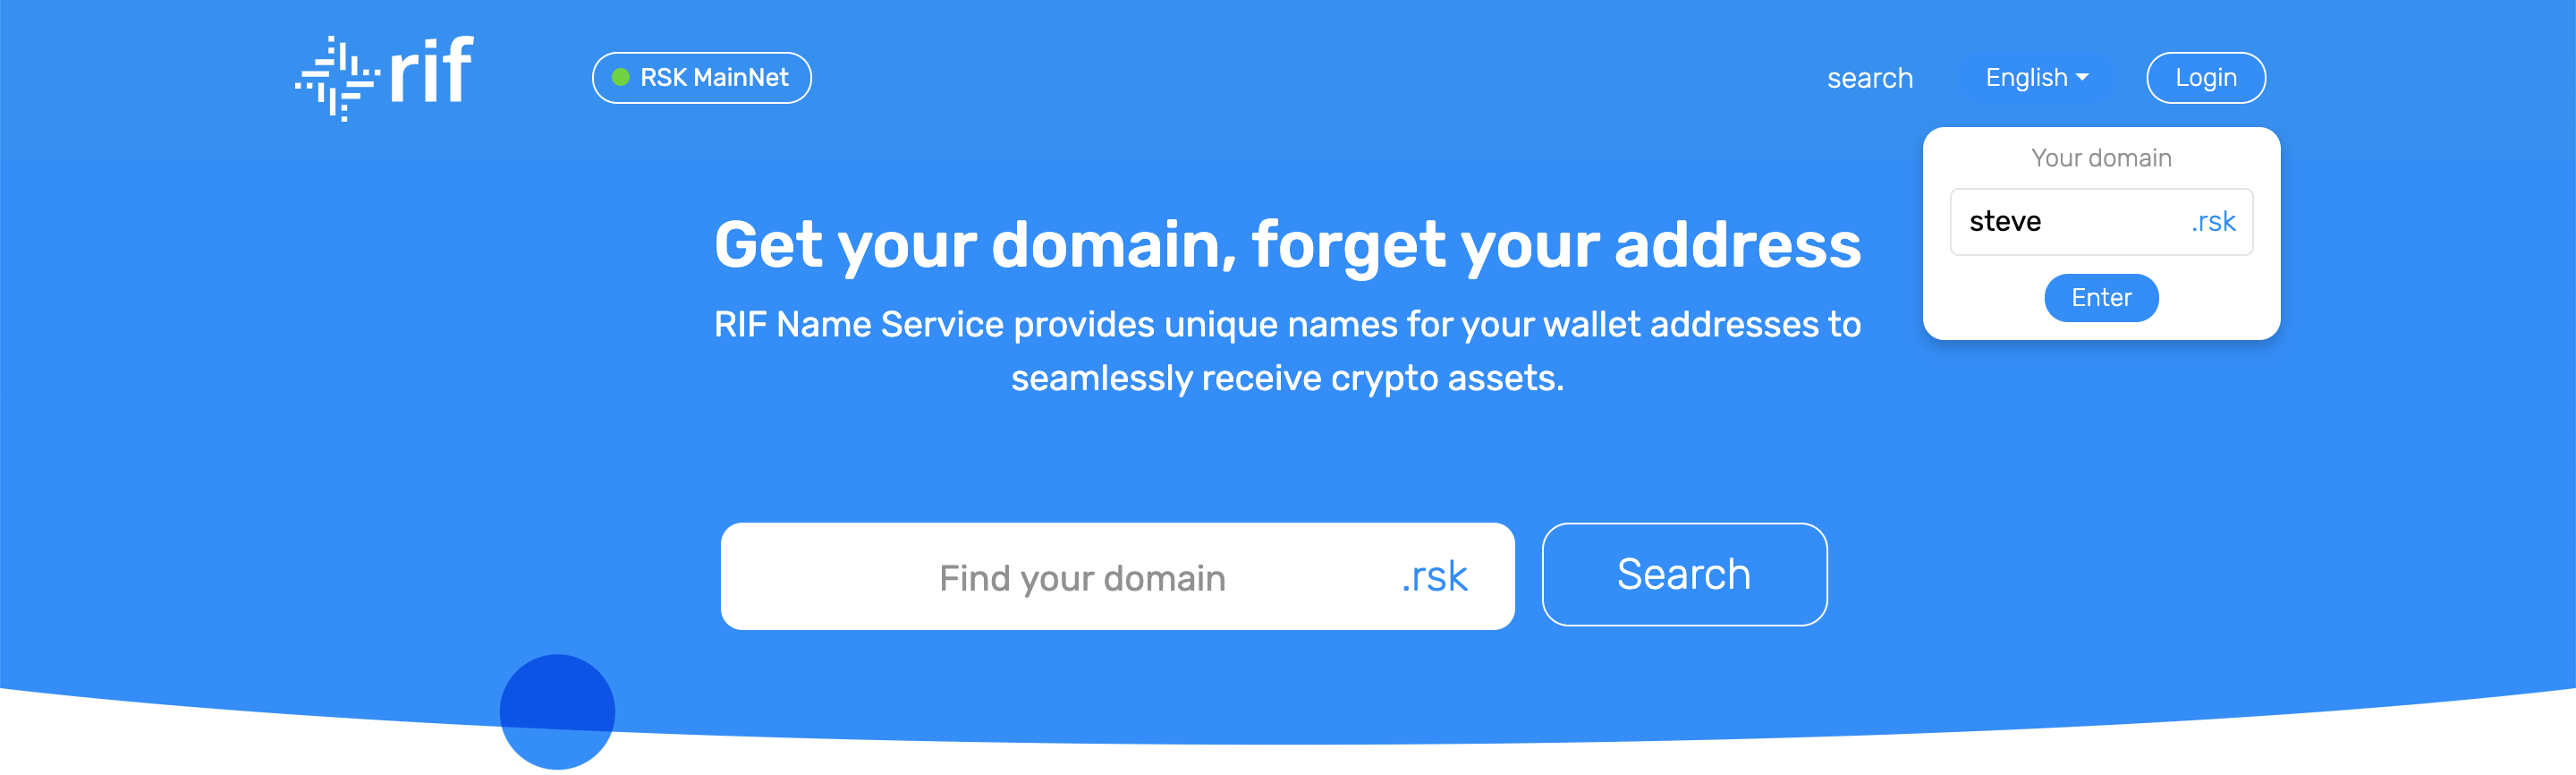 rif
RSK MainNet
search
English
Login
Your domain
steve .rsk
Enter
Get your domain, forget your address
RIF Name Service provides unique names for your wallet addresses to
seamlessly receive crypto assets.
Find your domain .rsk
Search